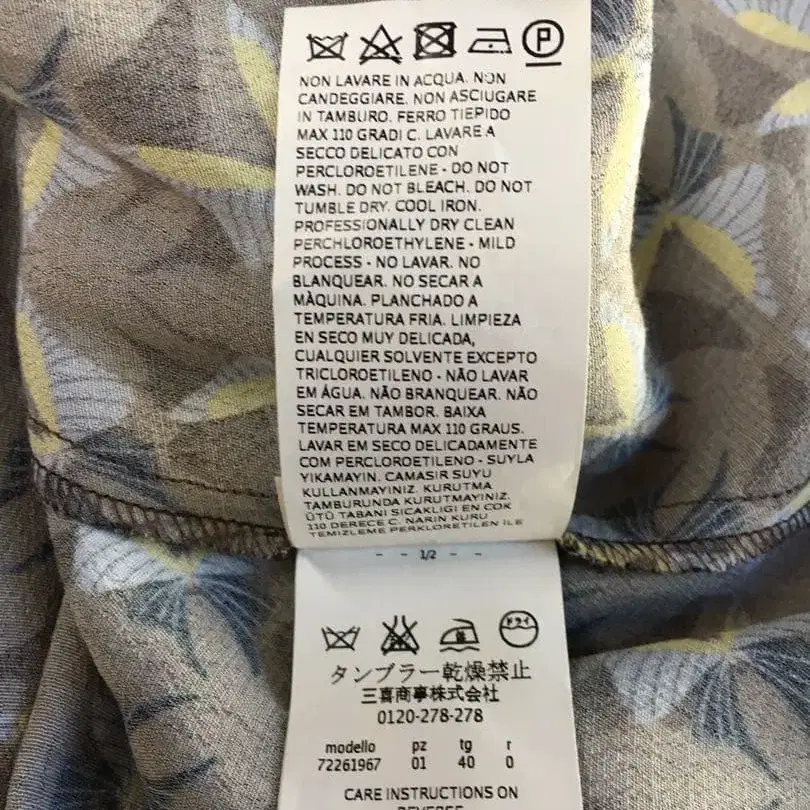 P
NON LAVARE IN ACQUA. NON
CANDEGGIARE. NON ASCIUGARE
IN TAMBURO. FERRO TIEPIDO
MAX 110 GRADI C. LAVARE A
SECCO DELICATO CON
PERCLOROETILENE - DO NOT
WASH. DO NOT BLEACH. DO NOT
TUMBLE DRY. COOL IRON.
PROFESSIONALLY DRY CLEAN
PERCHLOROETHYLENE - MILD
PROCESS - NO LAVAR. NO
BLANQUEAR. NO SECAR A
MÀQUINA. PLANCHADO A
TEMPERATURA FRIA. LIMPIEZA
EN SECO MUY DELICADA,
CUALQUIER SOLVENTE EXCEPTO
TRICLOROETILENO - NÃO LAVAR
EM ÁGUA. NÃO BRANQUEAR. NÃO
SECAR EM TAMBOR. BAIXA
TEMPERATURA MAX 110 GRAUS.
LAVAR EM SECO DELICADAMENTE
COM PERCLOROETILENO - SUYLA
YIKAMAYIN. CAMASIR SUYU
KULLANMAYINIZ. KURUTMA
TAMBURUNDA KURUTMAYINIZ.
ÜTÜ TABANI SICAKLIGI EN COK
110 DERECE C. NARIN KURU
TEMIZLEME PERKLORETILEN ILE
- - 1/2 - -
ドライ
タンブラー乾燥禁止
三喜商事株式会社
0120-278-278
modello pz tg r
72261967 01 40 0
CARE INSTRUCTIONS ON
REVERSE